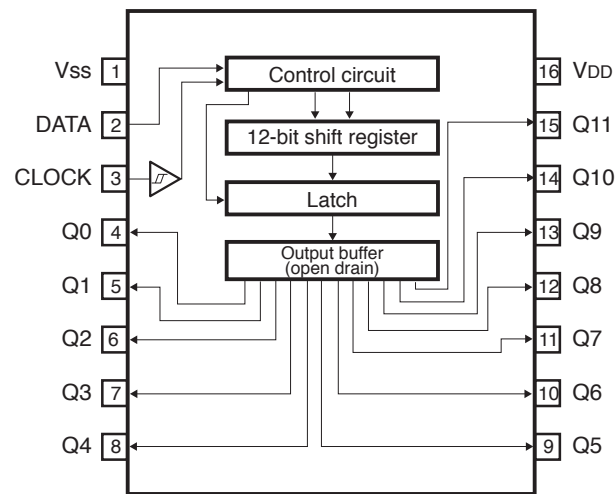 Vss 1
DATA 2
CLOCK 3
Q0 4
Q1 5
Q2 6
Q3 7
Q4 8
Control circuit
12-bit shift register
Latch
Output buffer
(open drain)
16 VDD
15 Q11
14 Q10
13 Q9
12 Q8
11 Q7
10 Q6
9 Q5